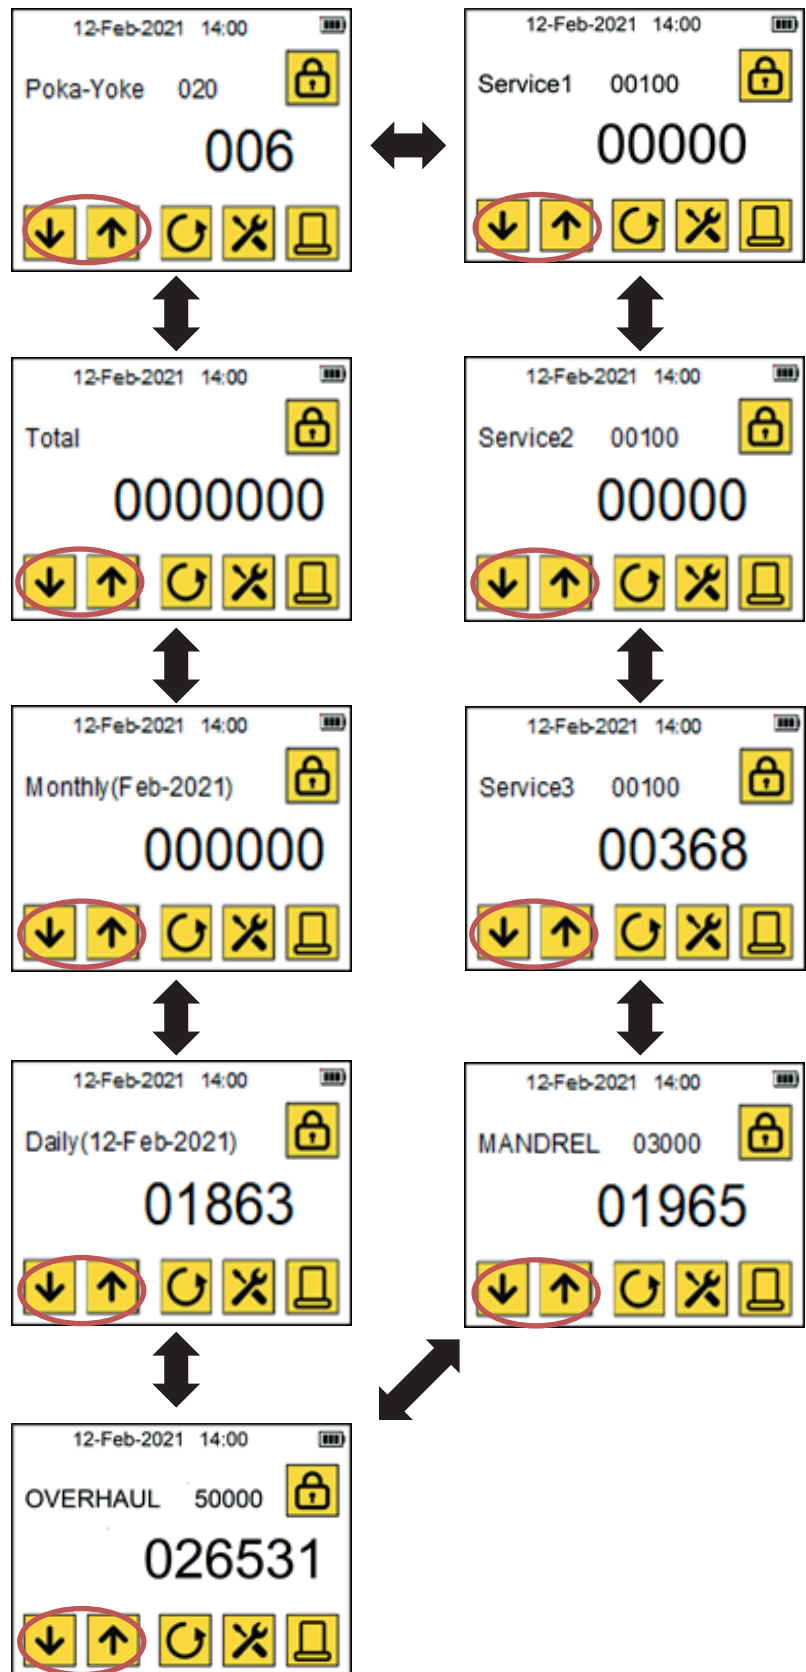 12-Feb-2021 14:00
Poka-Yoke 020
006
12-Feb-2021 14:00
Service1 00100
00000
12-Feb-2021 14:00
Total
0000000
12-Feb-2021 14:00
Service2 00100
00000
12-Feb-2021 14:00
Monthly(Feb-2021)
000000
12-Feb-2021 14:00
Service3 00100
00368
12-Feb-2021 14:00
Daily(12-Feb-2021)
01863
12-Feb-2021 14:00
MANDREL 03000
01965
12-Feb-2021 14:00
OVERHAUL 50000
026531